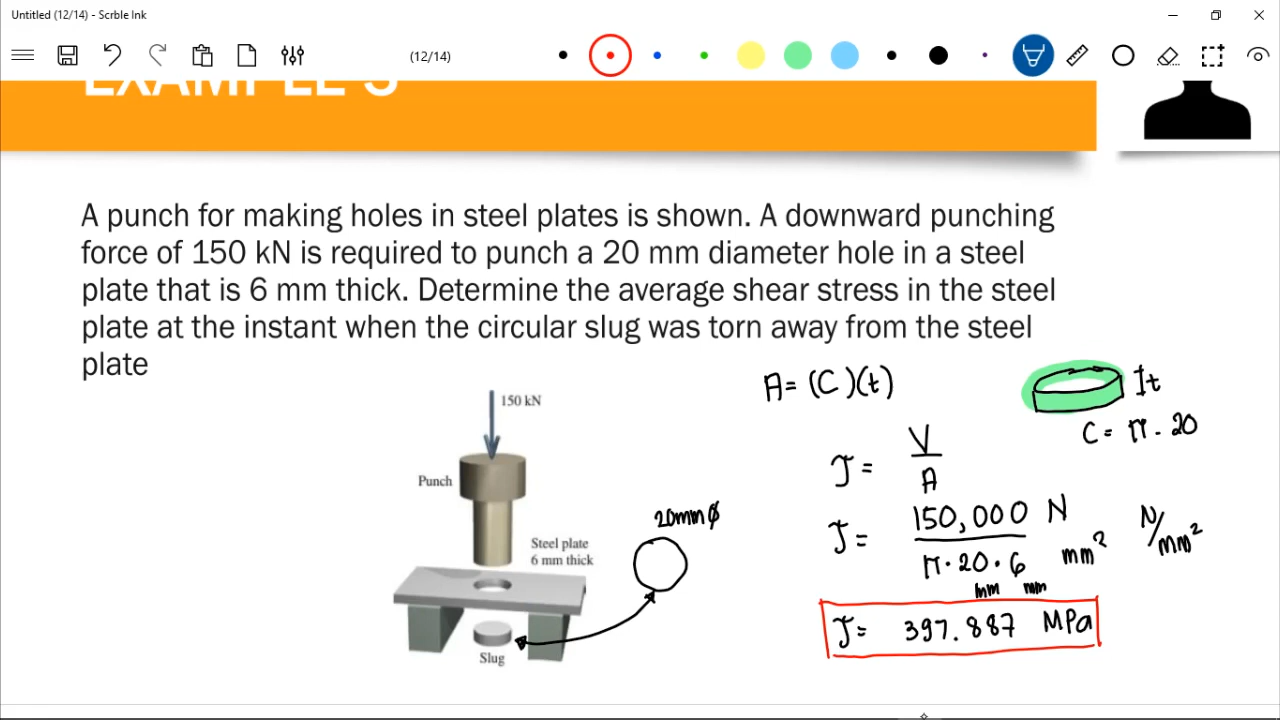 Untitled (12/14) - Scrble Ink
(12/14)
EXAMPLE 3
A punch for making holes in steel plates is shown. A downward punching
force of 150 kN is required to punch a 20 mm diameter hole in a steel
plate that is 6 mm thick. Determine the average shear stress in the steel
plate at the instant when the circular slug was torn away from the steel
plate
150 kN
Punch
Steel plate
6 mm thick
Slug
20mm ϕ
A = (C)(t)
t
C = π · 20
τ = V / A
τ = 150,000 N / π · 20 · 6 mm²
mm mm
N/mm²
τ = 397.887 MPa